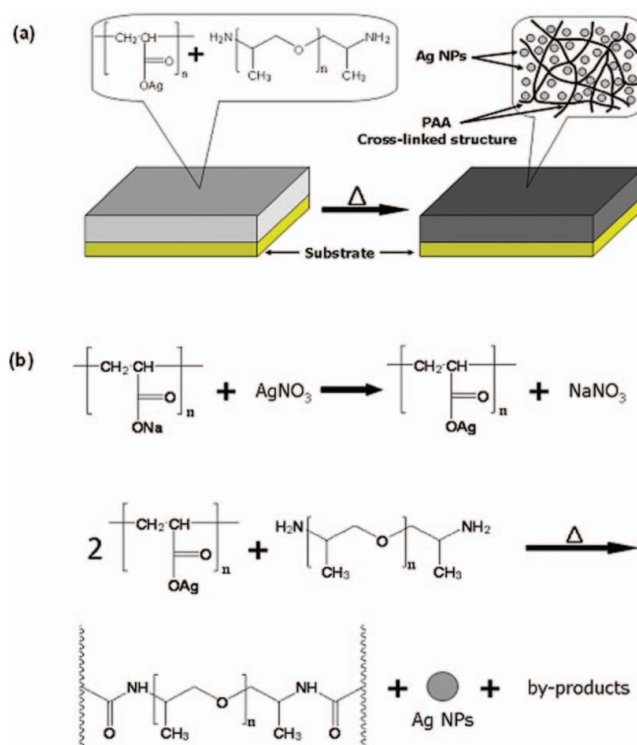 (a)
CH2 CH
O
OAg
n
+
H2N
O
CH3
n
NH2
CH3
Ag NPs
PAA
Cross-linked structure
Δ
Substrate
(b)
CH2 CH
O
ONa
n
+
AgNO3
CH2 CH
O
OAg
n
+
NaNO3
2
CH2 CH
O
OAg
n
+
H2N
O
CH3
n
NH2
CH3
Δ
NH
O
CH3
O
n
CH3
NH
O
+
Ag NPs
+
by-products